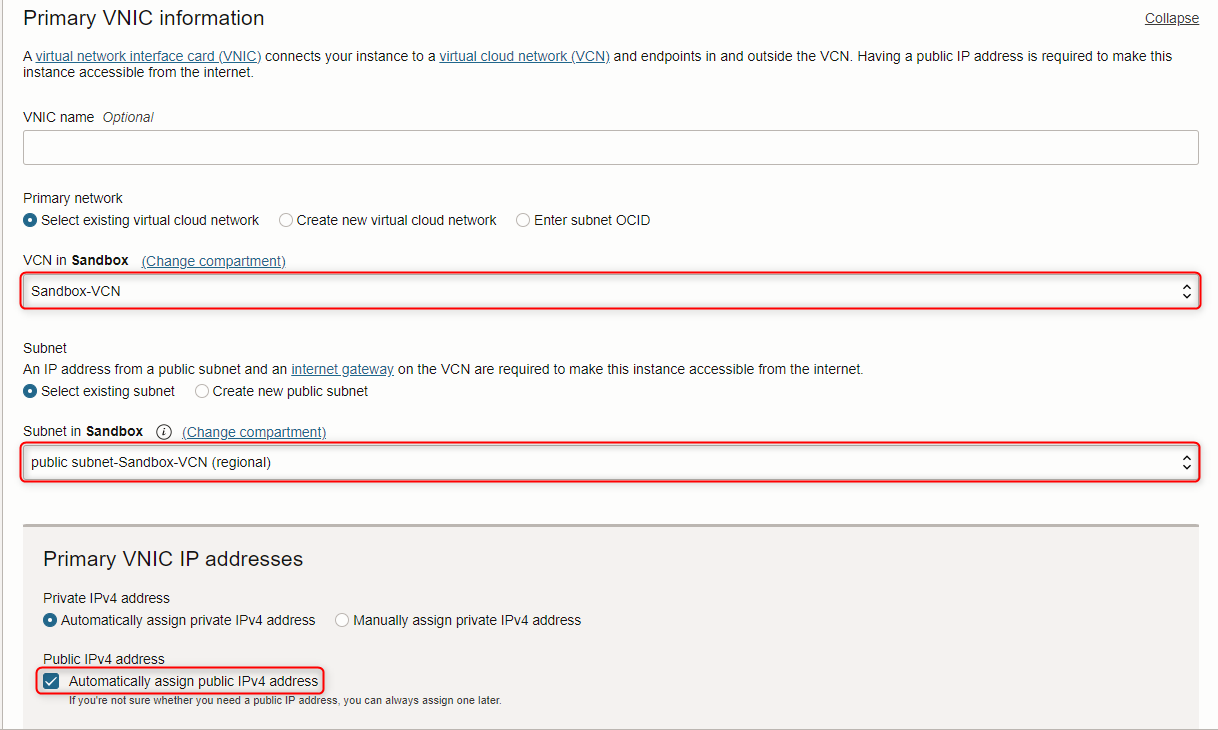 Primary VNIC information
Collapse
A virtual network interface card (VNIC) connects your instance to a virtual cloud network (VCN) and endpoints in and outside the VCN. Having a public IP address is required to make this
instance accessible from the internet.
VNIC name Optional
Primary network
Select existing virtual cloud network Create new virtual cloud network Enter subnet OCID
VCN in Sandbox (Change compartment)
Sandbox-VCN
Subnet
An IP address from a public subnet and an internet gateway on the VCN are required to make this instance accessible from the internet.
Select existing subnet Create new public subnet
Subnet in Sandbox i (Change compartment)
public subnet-Sandbox-VCN (regional)
Primary VNIC IP addresses
Private IPv4 address
Automatically assign private IPv4 address Manually assign private IPv4 address
Public IPv4 address
Automatically assign public IPv4 address
If you're not sure whether you need a public IP address, you can always assign one later.